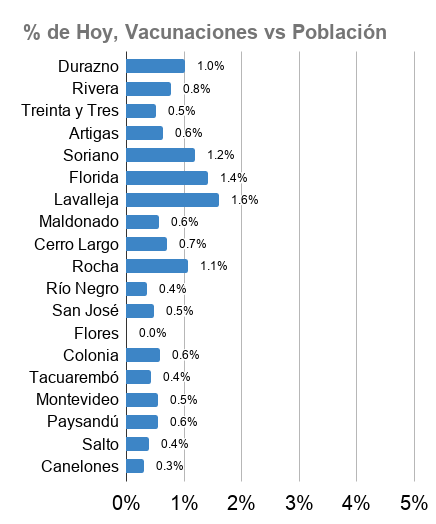 % de Hoy, Vacunaciones vs Población
Durazno 1.0%
Rivera 0.8%
Treinta y Tres 0.5%
Artigas 0.6%
Soriano 1.2%
Florida 1.4%
Lavalleja 1.6%
Maldonado 0.6%
Cerro Largo 0.7%
Rocha 1.1%
Río Negro 0.4%
San José 0.5%
Flores 0.0%
Colonia 0.6%
Tacuarembó 0.4%
Montevideo 0.5%
Paysandú 0.6%
Salto 0.4%
Canelones 0.3%
0% 1% 2% 3% 4% 5%